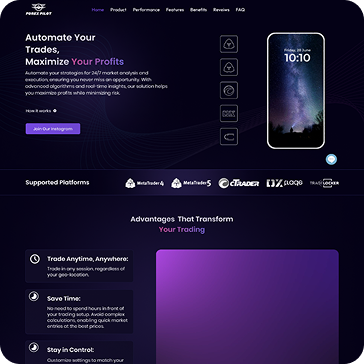 FOREX PILOT
Home Product Performance Features Benefits Reveiws FAQ
Automate Your
Trades,
Maximize Your Profits
Automate your strategies for 24/7 market analysis and
execution, ensuring you never miss an opportunity. With
advanced algorithms and real-time insights, our solution helps
you maximize profits while minimizing risk.
How it works
Join Our Instagram
Friday, 28 June
10:10
Supported Platforms
MetaTrader 4 MetaTrader 5 cTRADER TRADELOCKER
Advantages That Transform
Your Trading
Trade Anytime, Anywhere:
Trade in any session, regardless of
your geo-location.
Save Time:
No need to spend hours in front of
your trading setup. Avoid complex
calculations, enabling quick market
entries at the best prices.
Stay in Control:
Customize settings to match your